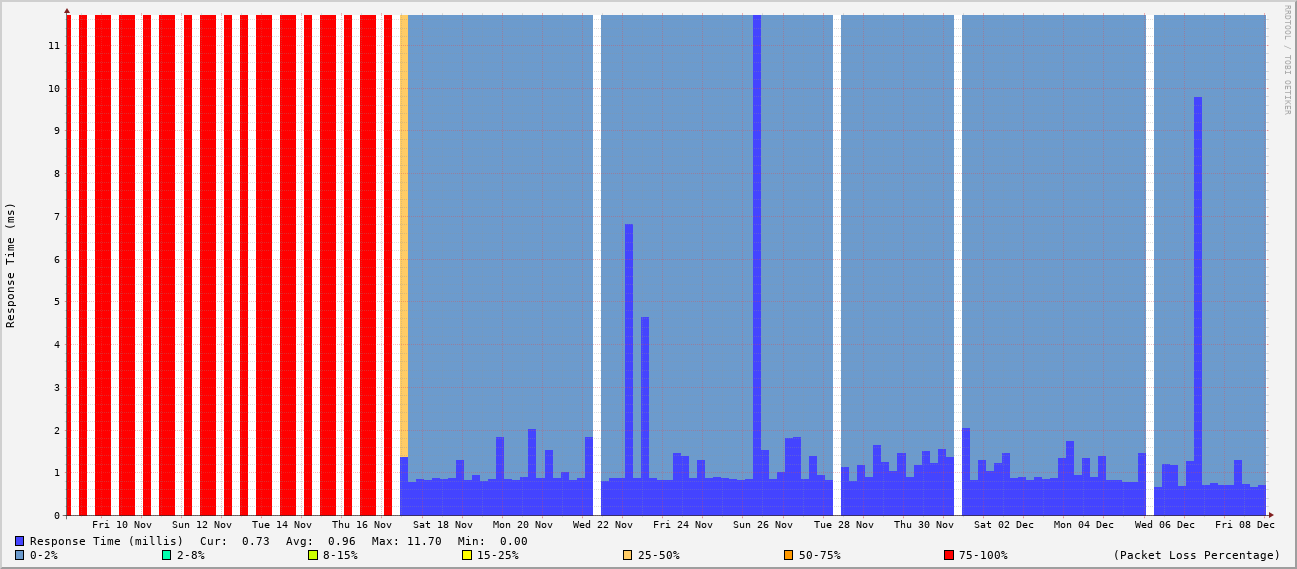 RRDTOOL / TOBI OETIKER
Response Time (ms)
11
10
9
8
7
6
5
4
3
2
1
0
Fri 10 Nov Sun 12 Nov Tue 14 Nov Thu 16 Nov Sat 18 Nov Mon 20 Nov Wed 22 Nov Fri 24 Nov Sun 26 Nov Tue 28 Nov Thu 30 Nov Sat 02 Dec Mon 04 Dec Wed 06 Dec Fri 08 Dec
Response Time (millis) Cur: 0.73 Avg: 0.96 Max: 11.70 Min: 0.00
0-2% 2-8% 8-15% 15-25% 25-50% 50-75% 75-100% (Packet Loss Percentage)